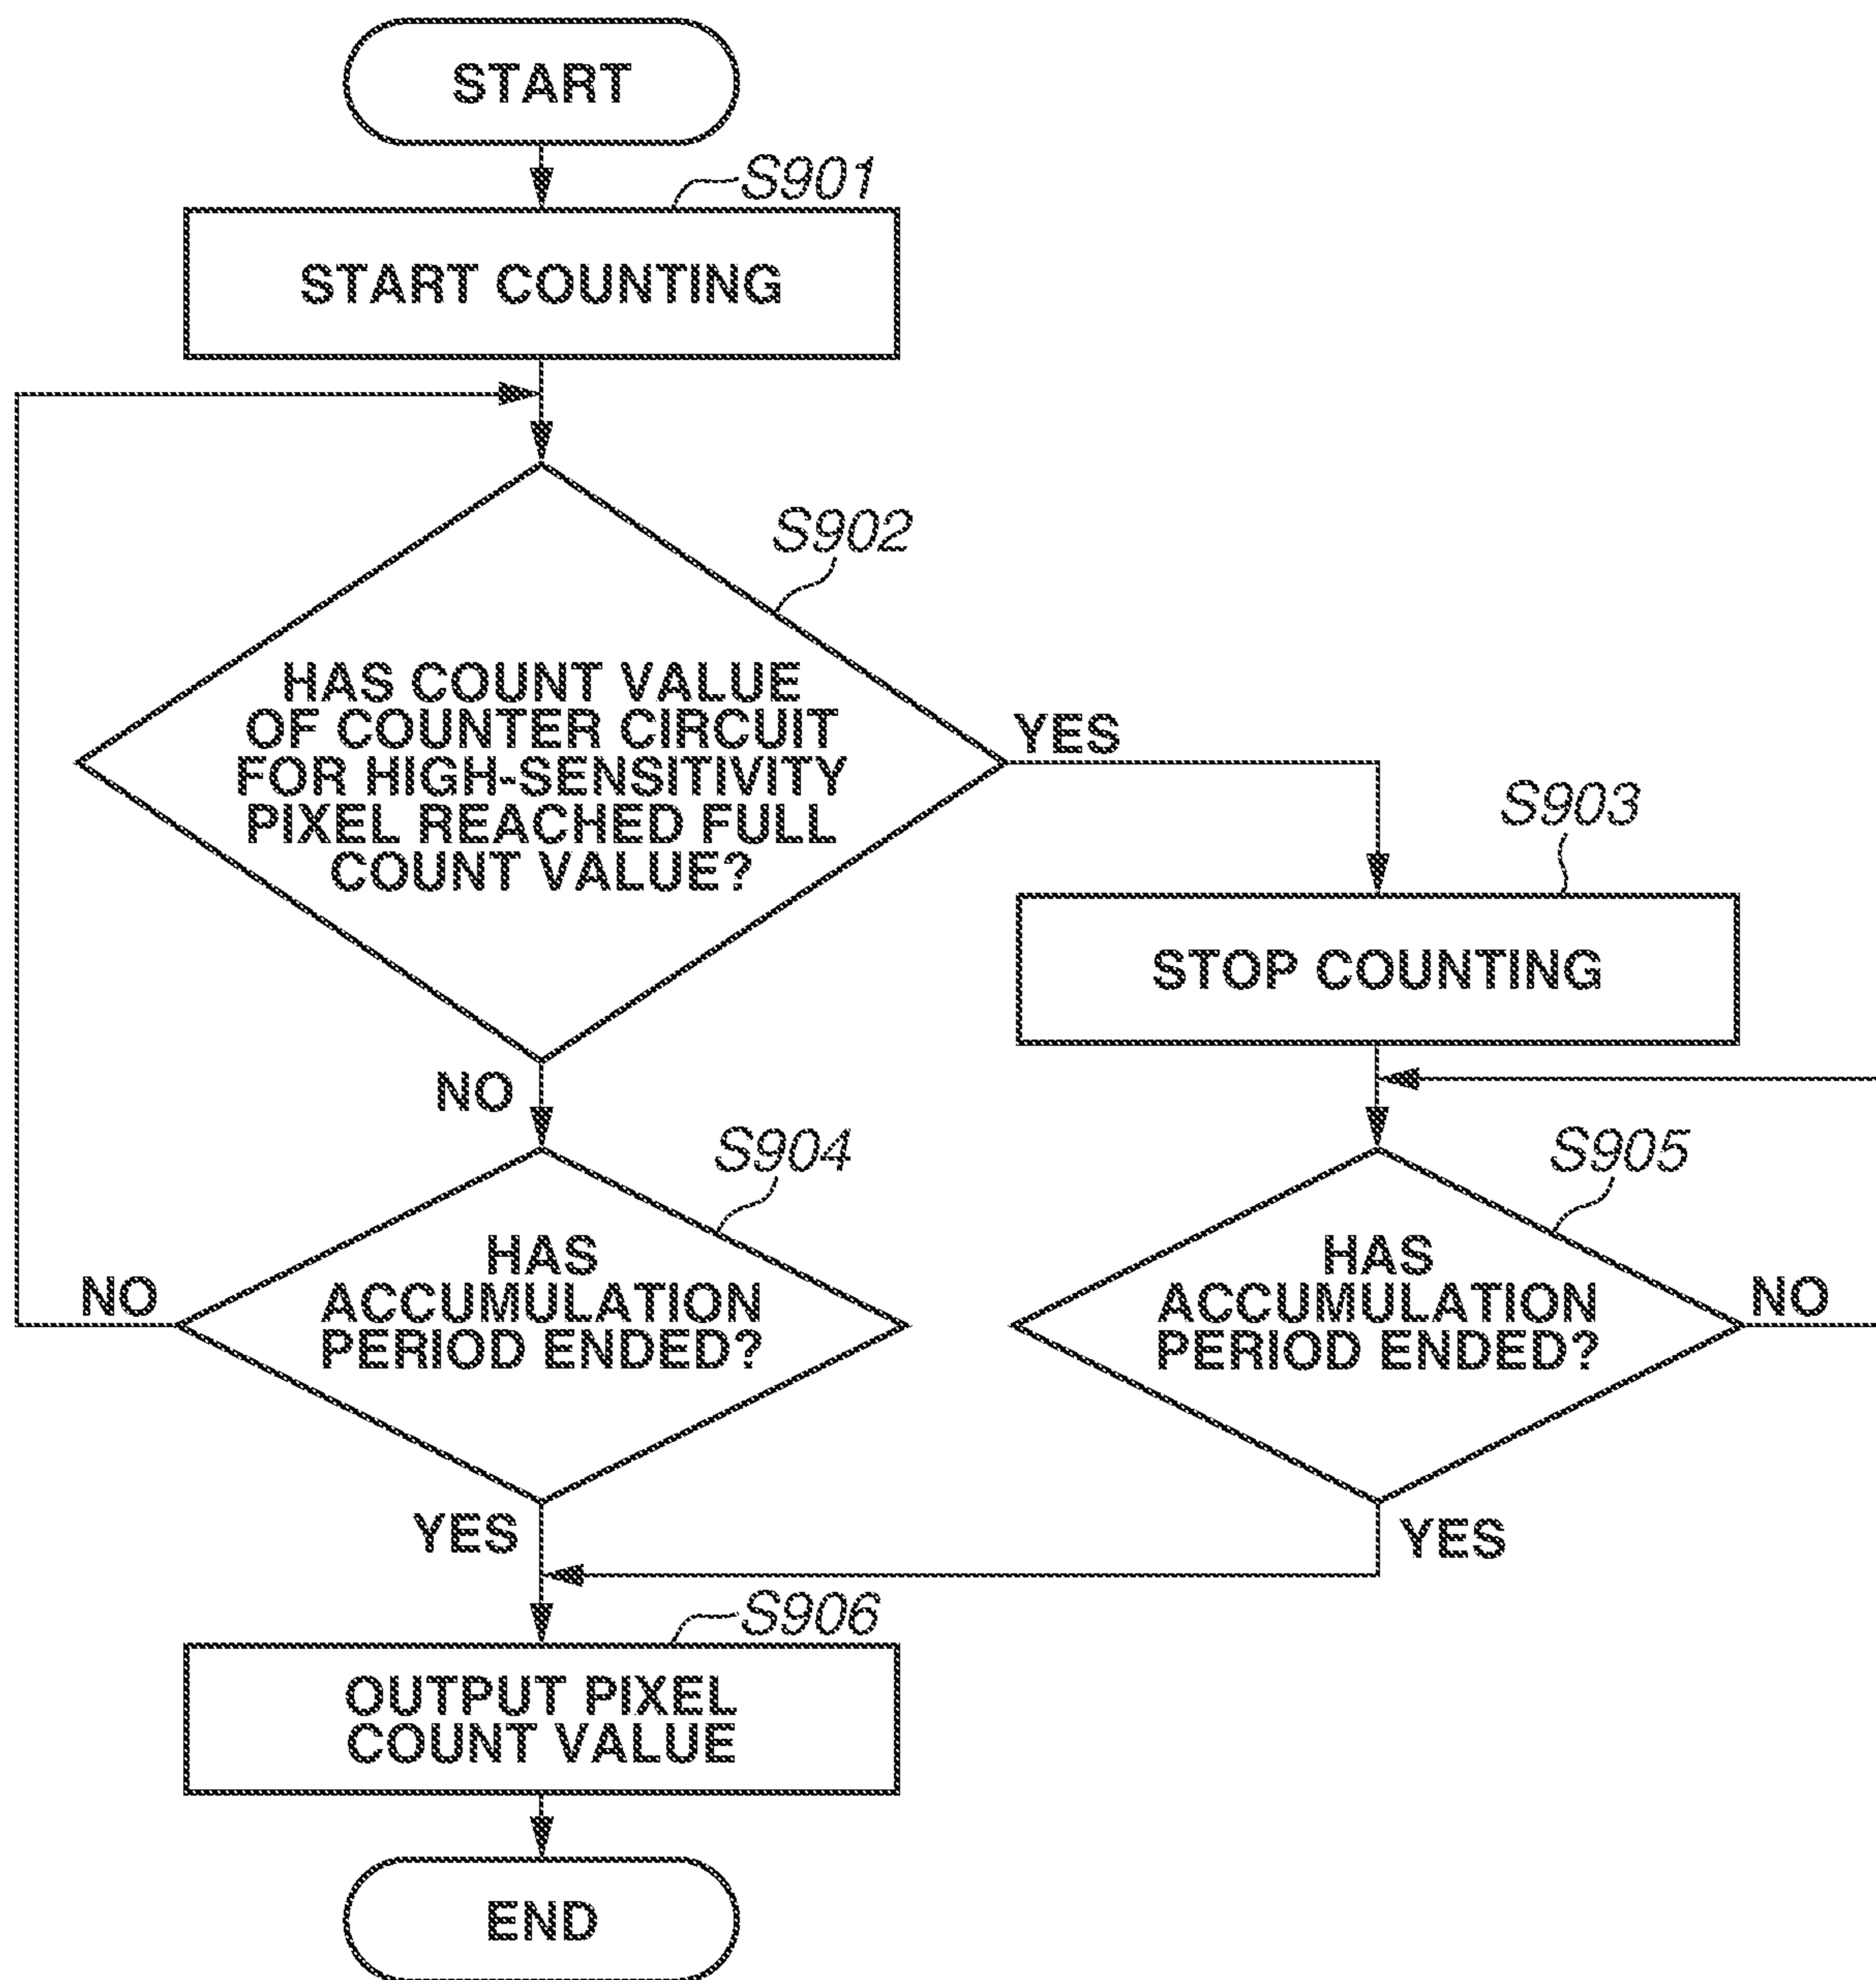 START
S901
START COUNTING
S902
HAS COUNT VALUE
OF COUNTER CIRCUIT
FOR HIGH-SENSITIVITY
PIXEL REACHED FULL
COUNT VALUE?
YES
S903
STOP COUNTING
NO
S904
HAS
ACCUMULATION
PERIOD ENDED?
NO
YES
S905
HAS
ACCUMULATION
PERIOD ENDED?
NO
YES
S906
OUTPUT PIXEL
COUNT VALUE
END